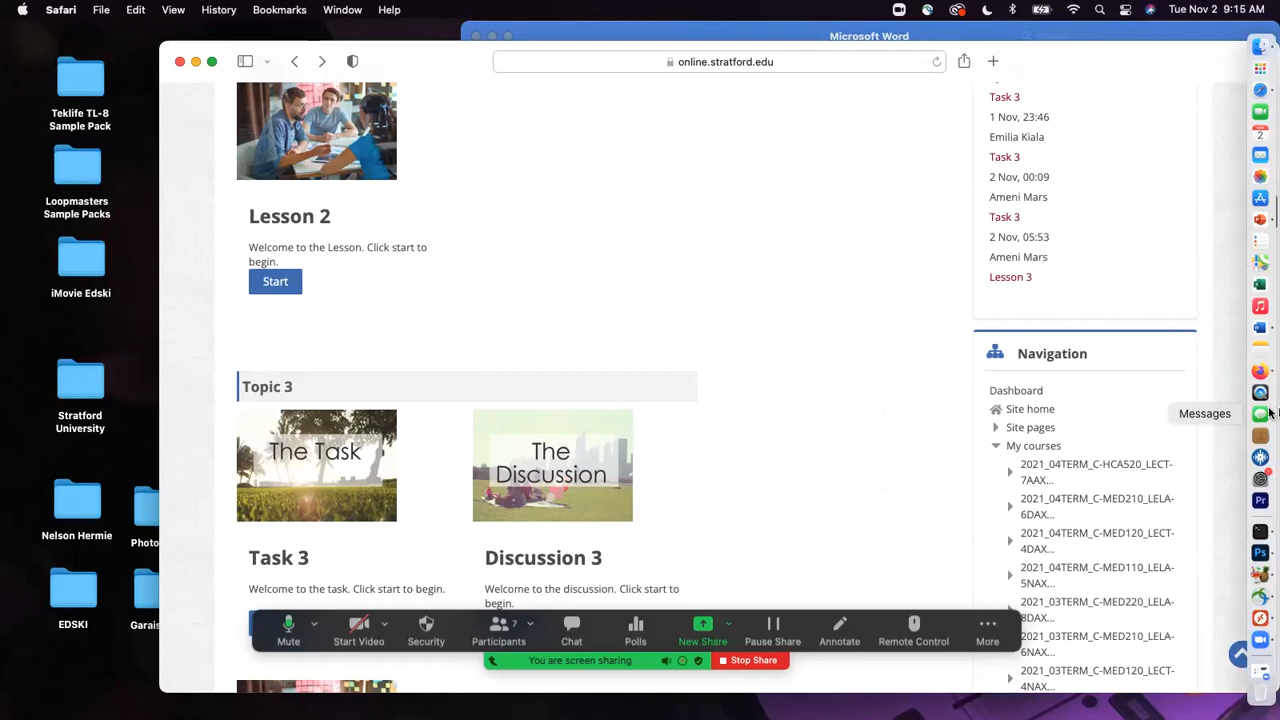 Safari File Edit View History Bookmarks Window Help
Tue Nov 2 9:15 AM
Microsoft Word
online.stratford.edu
Teklife TL-8
Sample Pack
Loopmasters
Sample Packs
iMovie Edski
Stratford
University
Nelson Hermie
Photo
EDSKI
Garais
Lesson 2
Welcome to the Lesson. Click start to
begin.
Start
Topic 3
The Task
The
Discussion
Task 3
Welcome to the task. Click start to begin.
Discussion 3
Welcome to the discussion. Click start to
begin.
Task 3
1 Nov, 23:46
Emilia Kiala
Task 3
2 Nov, 00:09
Ameni Mars
Task 3
2 Nov, 05:53
Ameni Mars
Lesson 3
Navigation
Dashboard
Site home
Site pages
My courses
2021_04TERM_C-HCA520_LECT-
7AAX...
2021_04TERM_C-MED210_LELA-
6DAX...
2021_04TERM_C-MED120_LECT-
4DAX...
2021_04TERM_C-MED110_LELA-
5NAX...
2021_03TERM_C-MED220_LELA-
8DAX...
2021_03TERM_C-MED210_LELA-
6NAX...
2021_03TERM_C-MED120_LECT-
4NAX...
Messages
2
Pr
Ps
Mute
Start Video
Security
Participants 7
Chat
Polls
New Share
Pause Share
Annotate
Remote Control
More
You are screen sharing
Stop Share